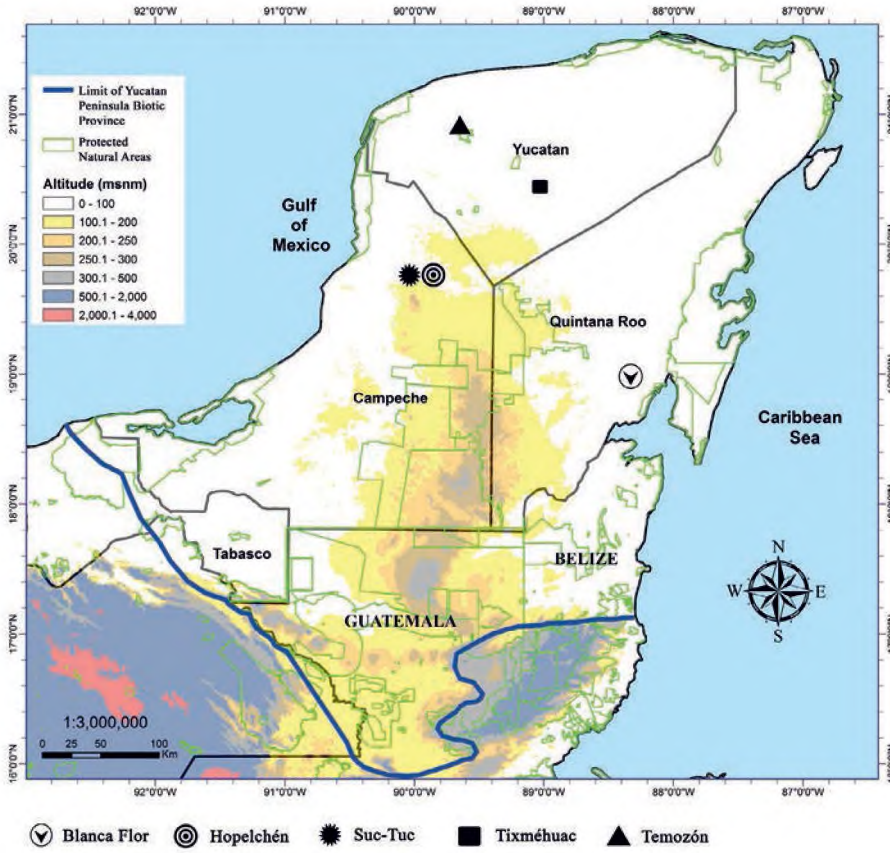 92°0'0"W 91°0'0"W 90°0'0"W 89°0'0"W 88°0'0"W 87°0'0"W
Limit of Yucatan
Peninsula Biotic
Province
Protected
Natural Areas
Altitude (msnm)
0 - 100
100.1 - 200
200.1 - 250
250.1 - 300
300.1 - 500
500.1 - 2,000
2,000.1 - 4,000
21°0'0"N
Yucatan
Gulf
of
Mexico
20°0'0"N
Quintana Roo
19°0'0"N
Campeche
Caribbean
Sea
18°0'0"N
Tabasco
BELIZE
N
W E
S
GUATEMALA
17°0'0"N
1:3,000,000
0 25 50 100
Km
16°0'0"N
92°0'0"W 91°0'0"W 90°0'0"W 89°0'0"W 88°0'0"W 87°0'0"W
Blanca Flor Hopelchén Suc-Tuc Tixméhuac Temozón